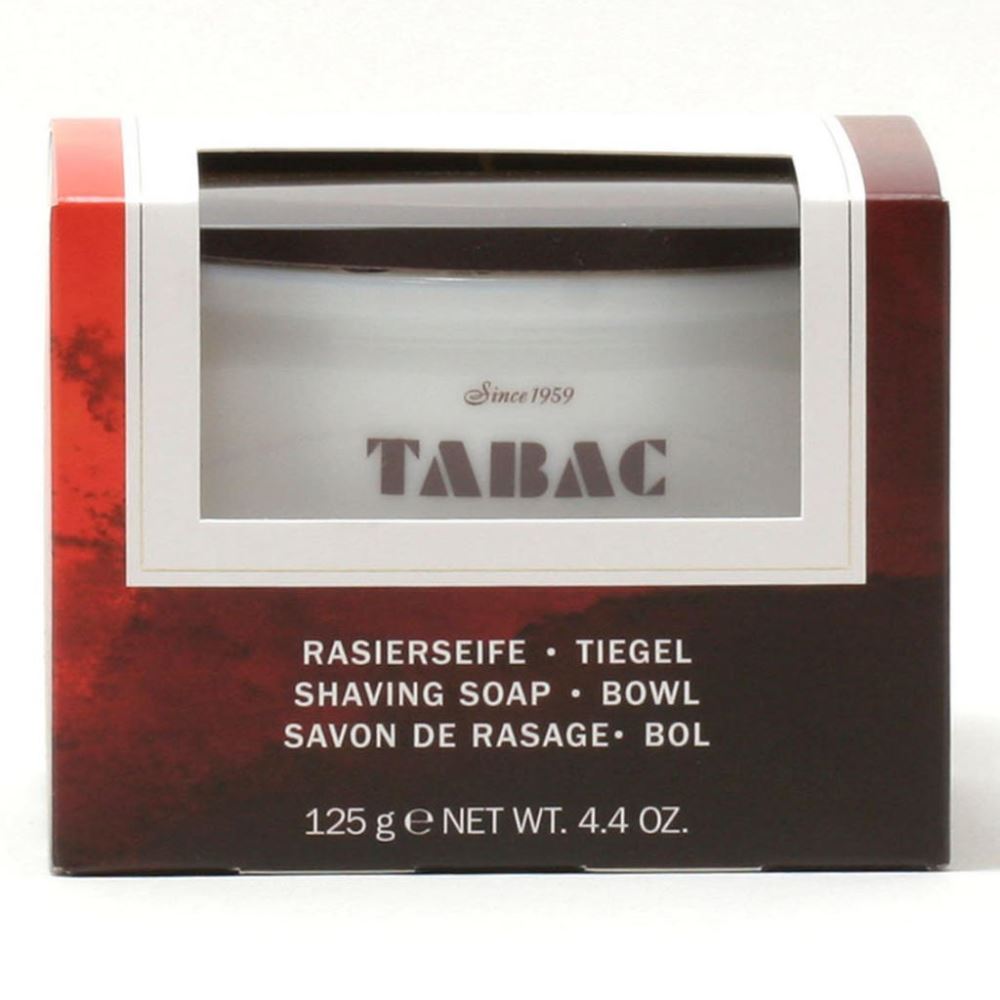 Since 1959
TABAC
RASIERSEIFE • TIEGEL
SHAVING SOAP • BOWL
SAVON DE RASAGE• BOL
125 g ℮ NET WT. 4.4 OZ.